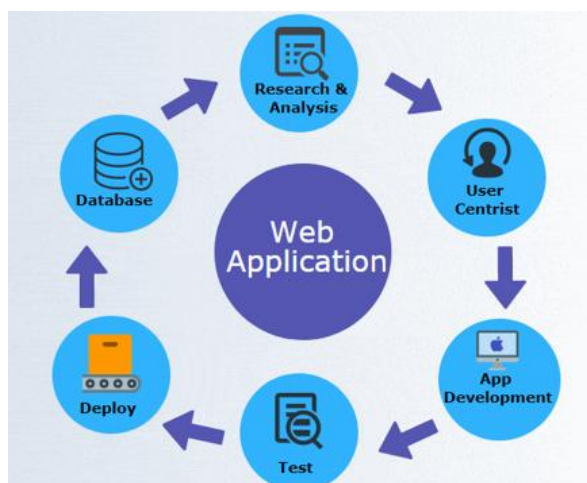 Research &
Analysis
User
Centrist
App
Development
Test
Deploy
Database
Web
Application